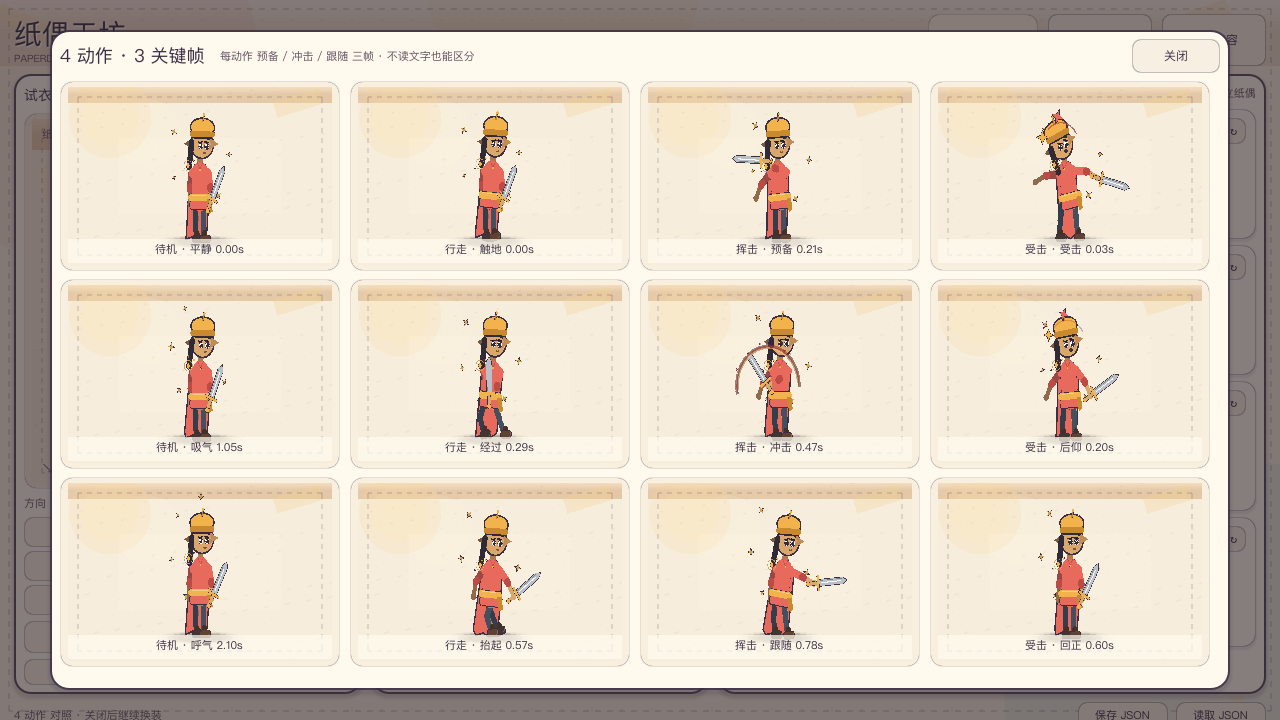 纸偶工坊
PAPERD
容
4 动作 · 3 关键帧
每动作 预备 / 冲击 / 跟随 三帧 · 不读文字也能区分
关闭
试衣
纸偶
待机 · 平静 0.00s
行走 · 触地 0.00s
挥击 · 预备 0.21s
受击 · 受击 0.03s
待机 · 吸气 1.05s
行走 · 经过 0.29s
挥击 · 冲击 0.47s
受击 · 后仰 0.20s
方向
待机 · 呼气 2.10s
行走 · 抬起 0.57s
挥击 · 跟随 0.78s
受击 · 回正 0.60s
4 动作 对照 · 关闭后继续换装
保存 JSON
读取 JSON